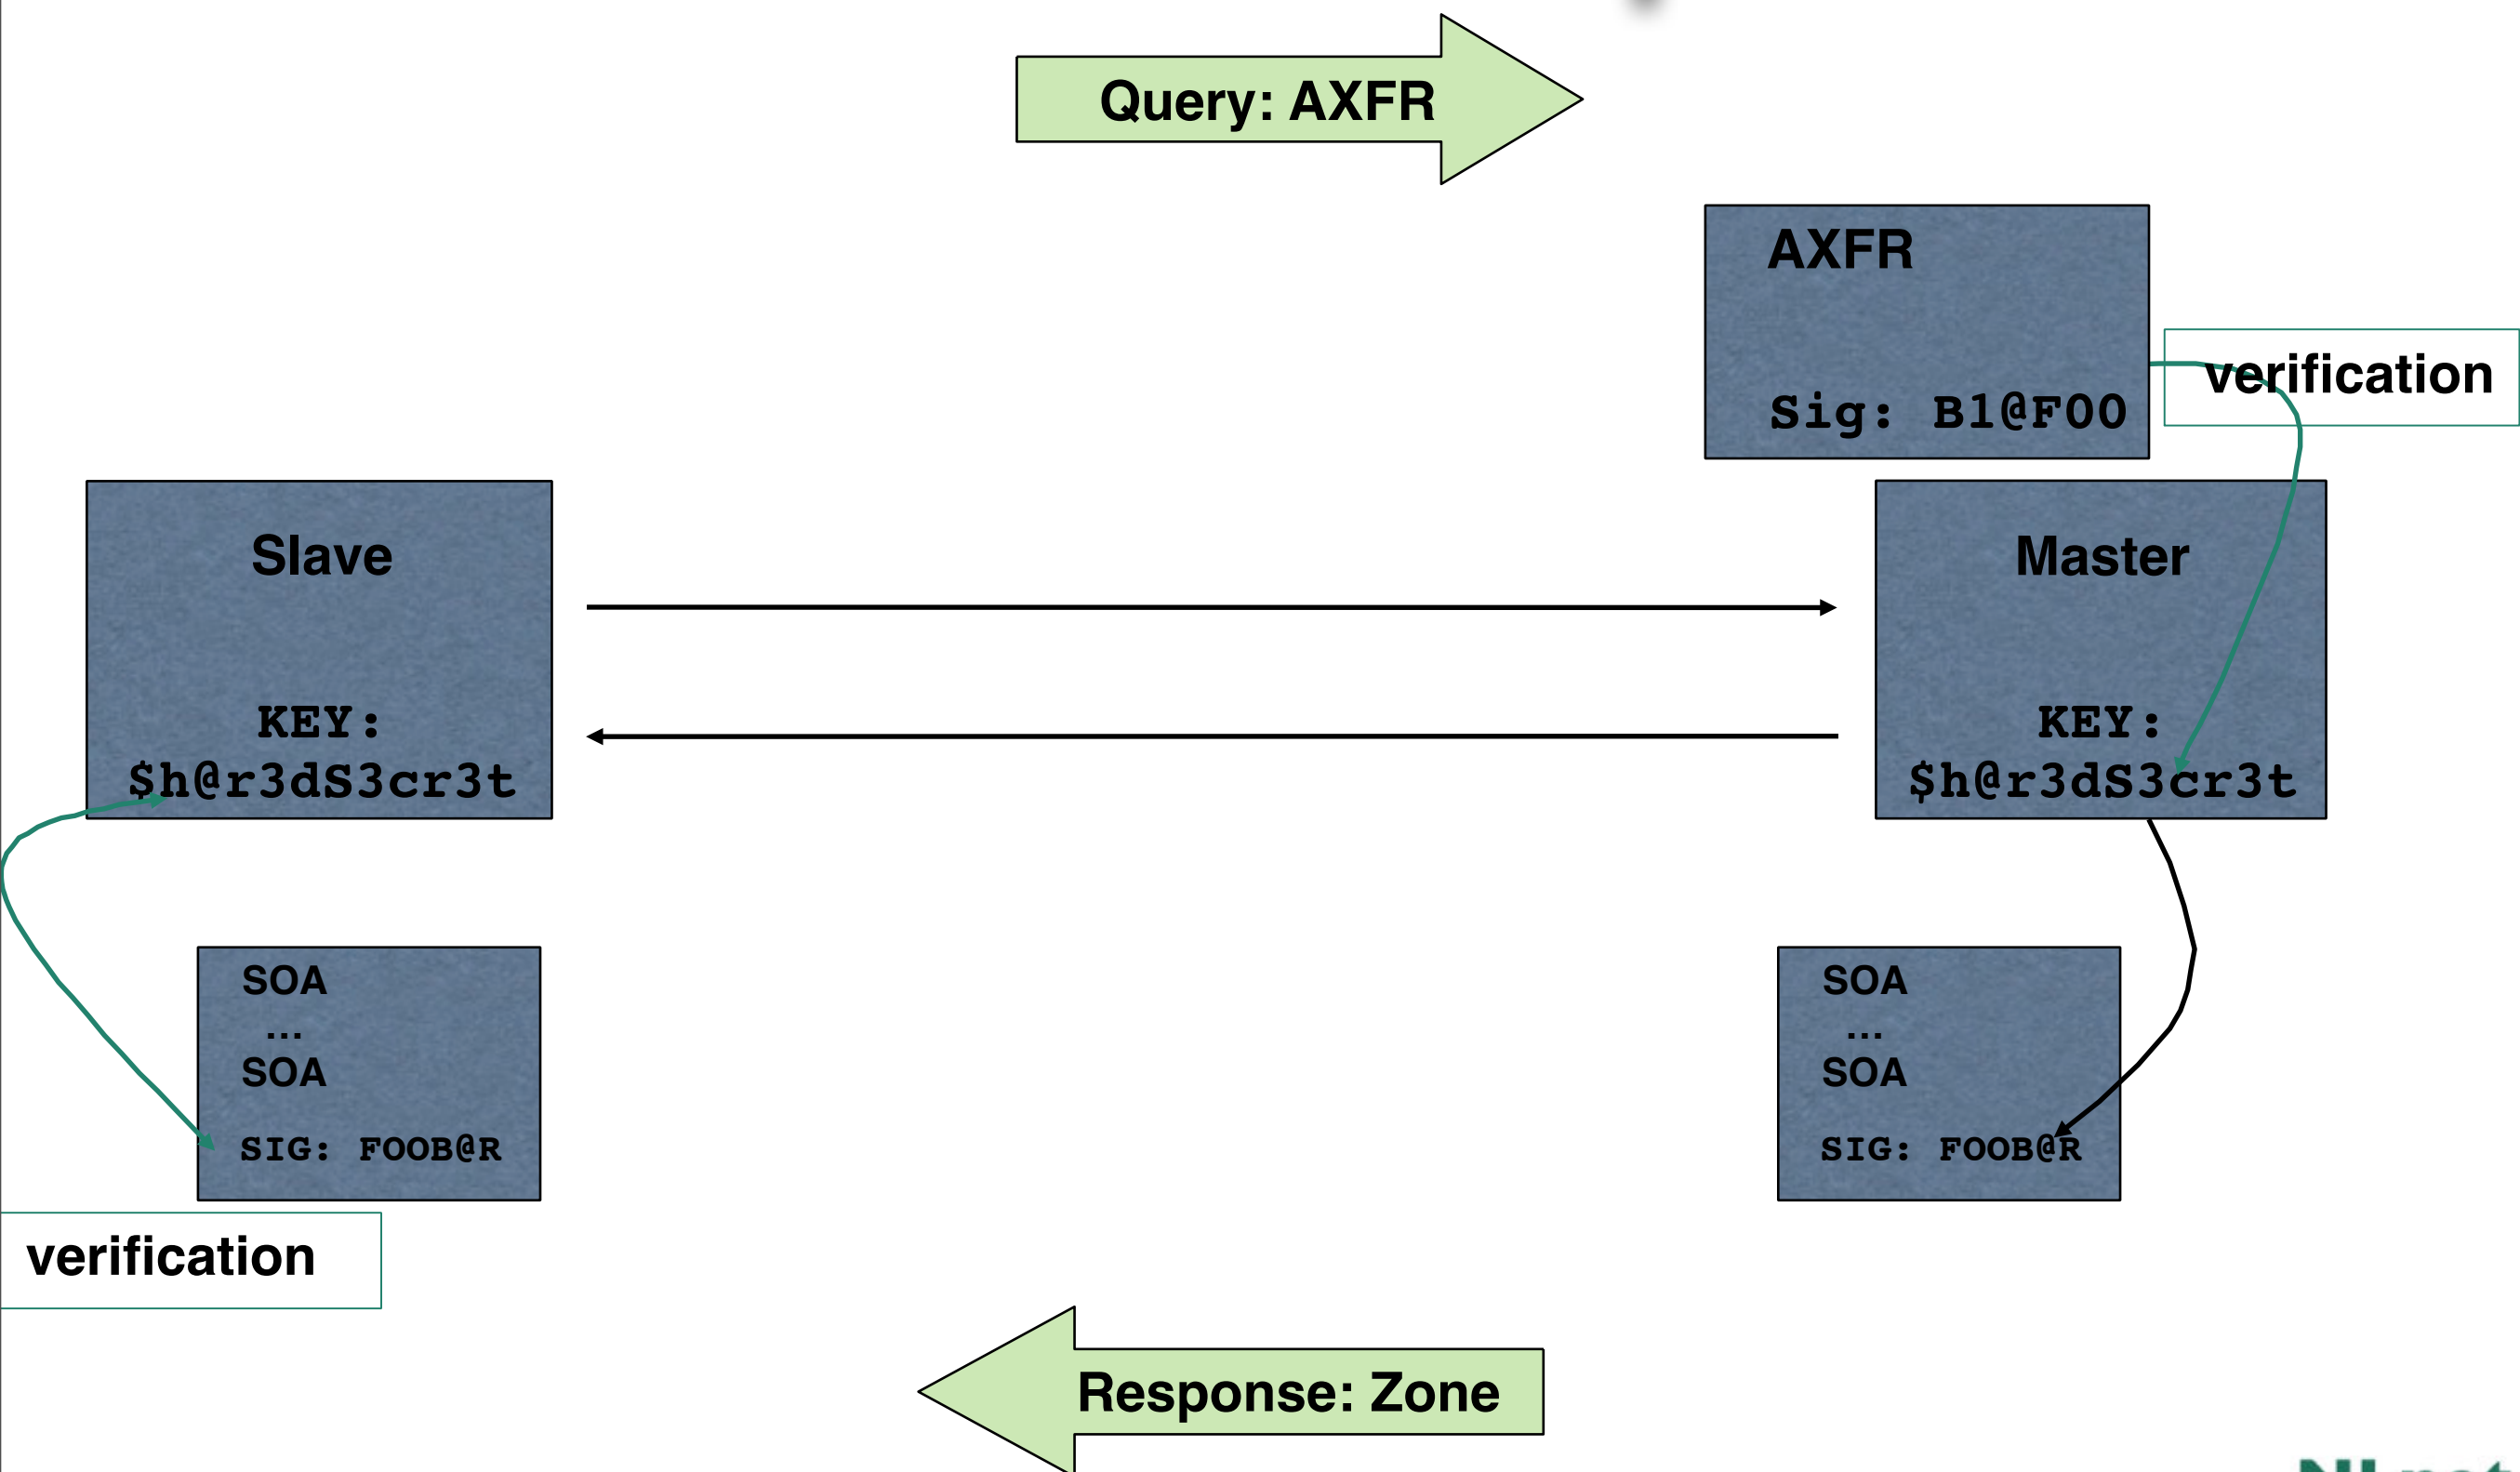 Query: AXFR
AXFR
verification
Sig: B1@F00
Slave
Master
KEY:
$h@r3dS3cr3t
KEY:
$h@r3dS3cr3t
SOA
...
SOA
SIG: FOOB@R
SOA
...
SOA
SIG: FOOB@R
verification
Response: Zone